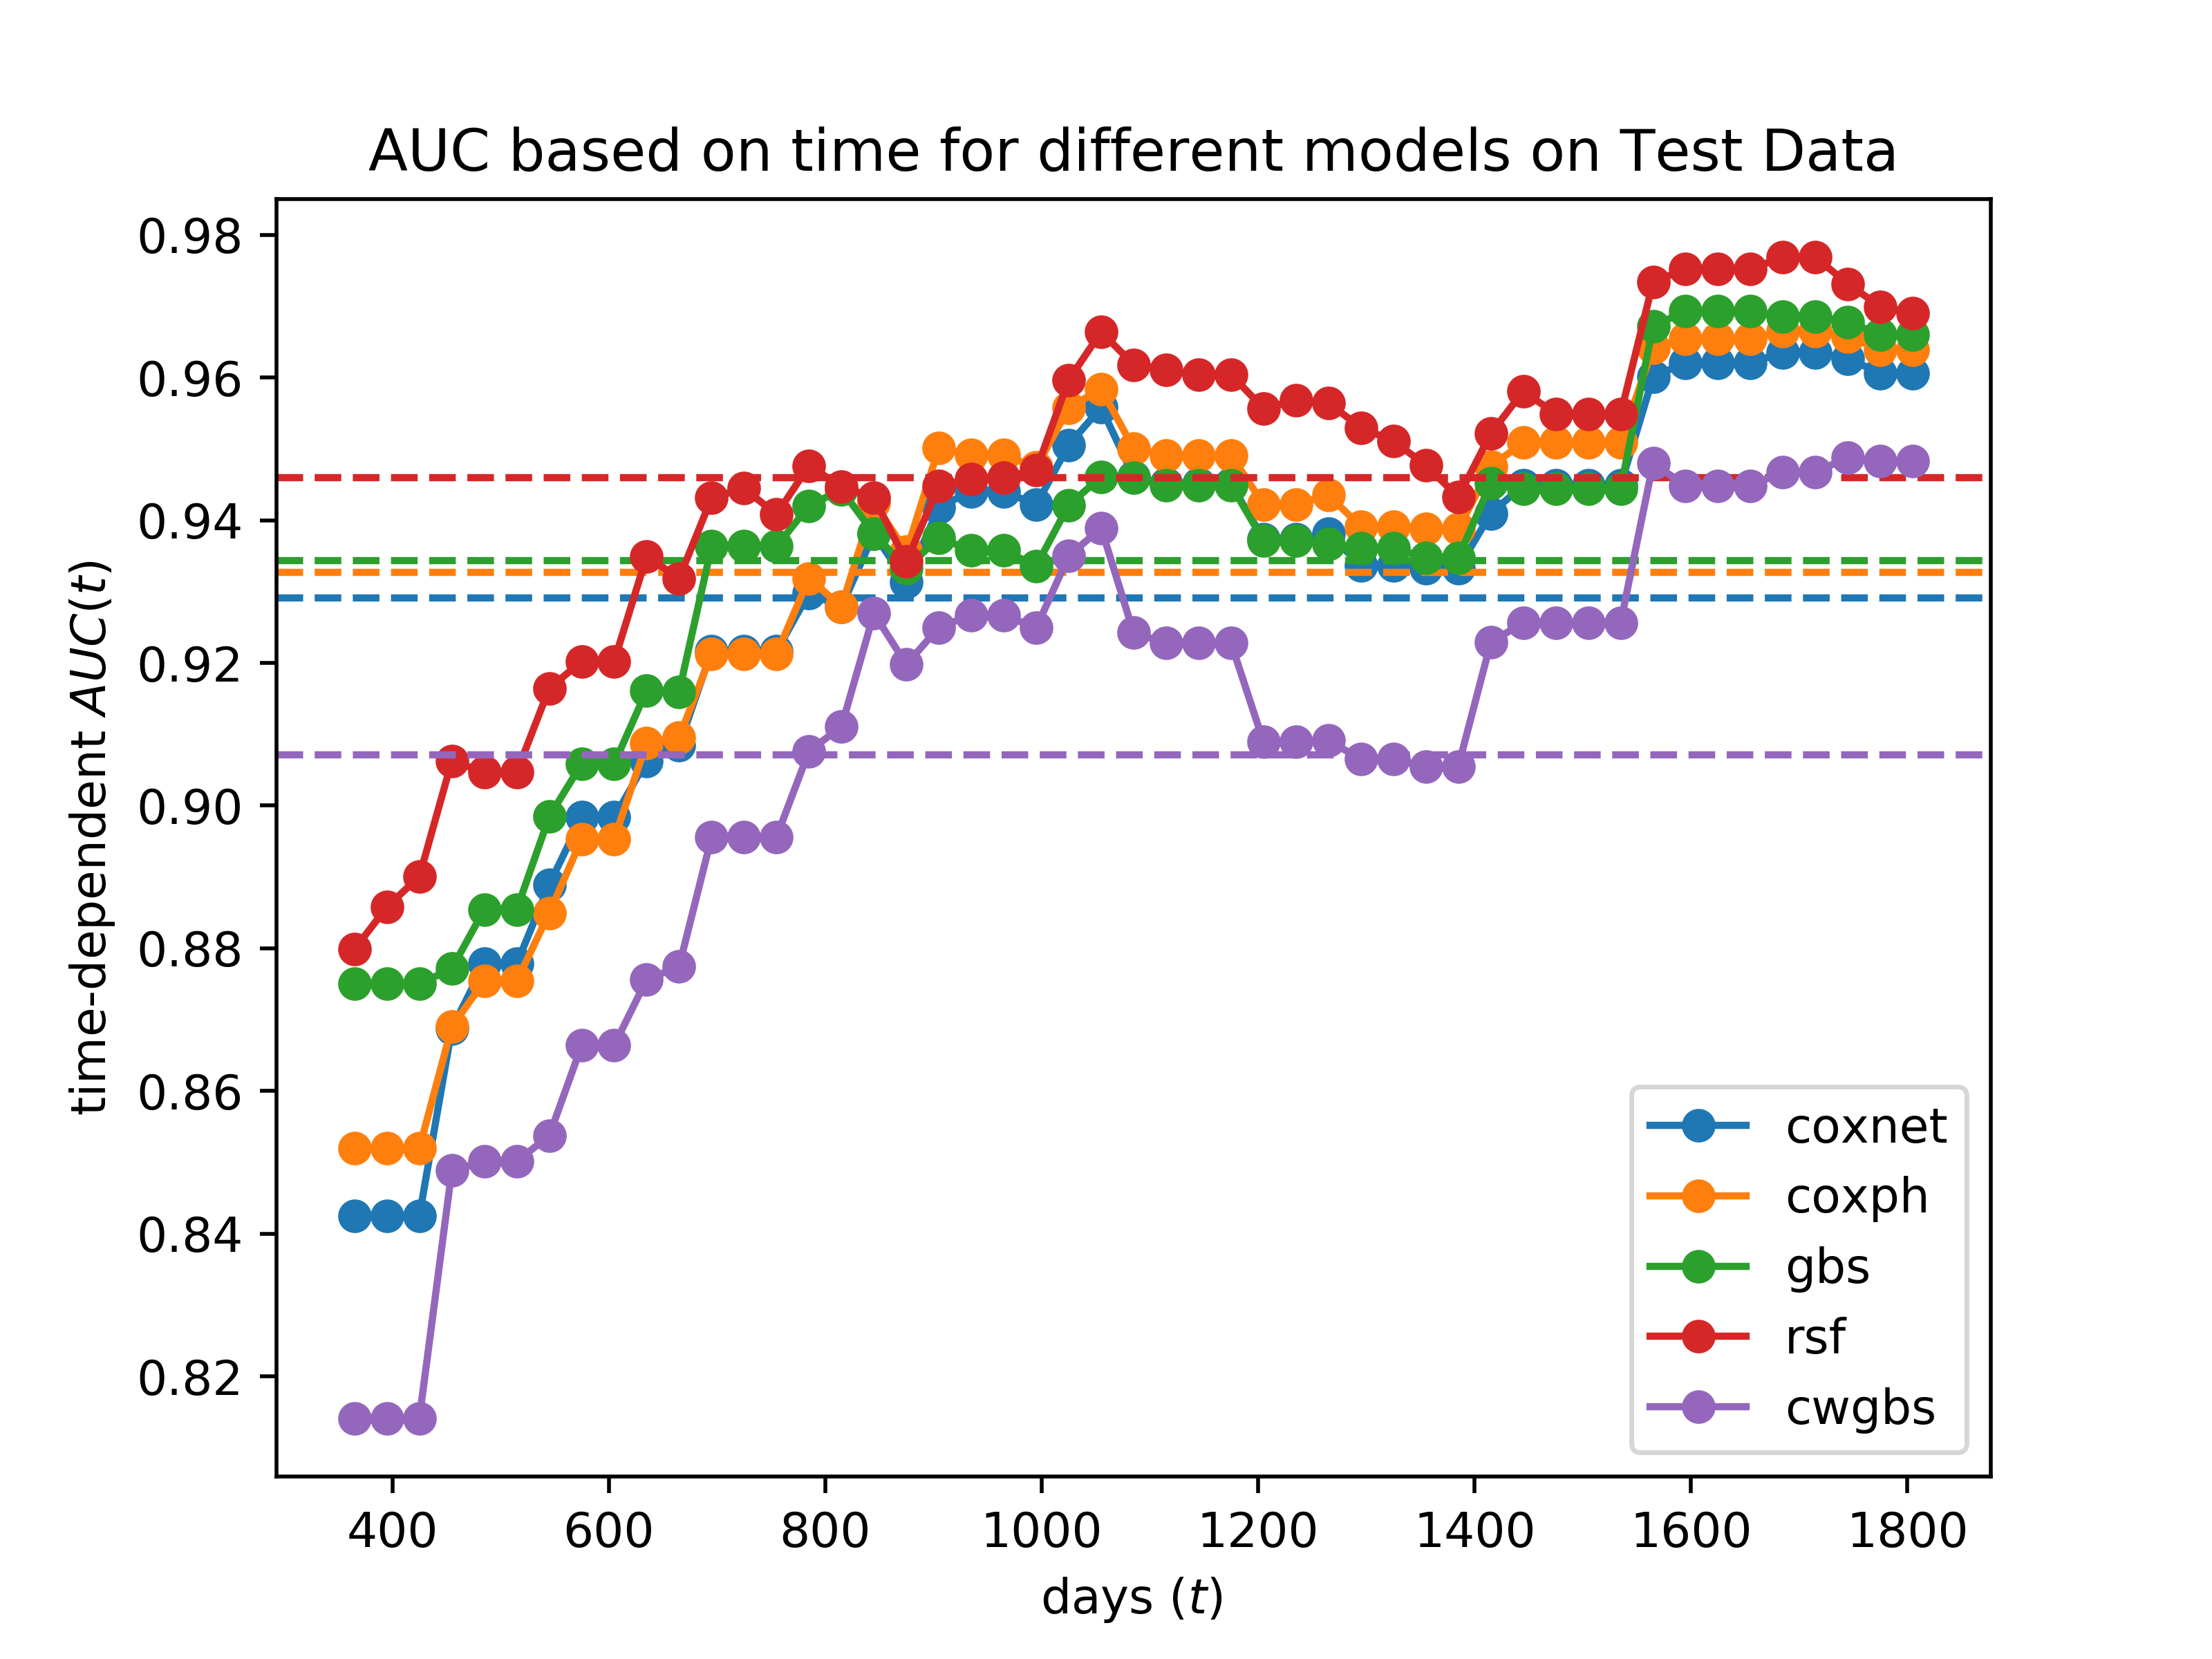 AUC based on time for different models on Test Data
0.98
0.96
0.94
0.92
0.90
0.88
0.86
0.84
0.82
time-dependent AUC(t)
400 600 800 1000 1200 1400 1600 1800
days (t)
coxnet
coxph
gbs
rsf
cwgbs